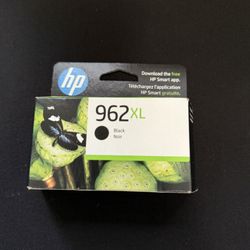 hp
Download the free
HP Smart app.
Téléchargez l'application
HP Smart gratuite.
962XL
Black
Noir